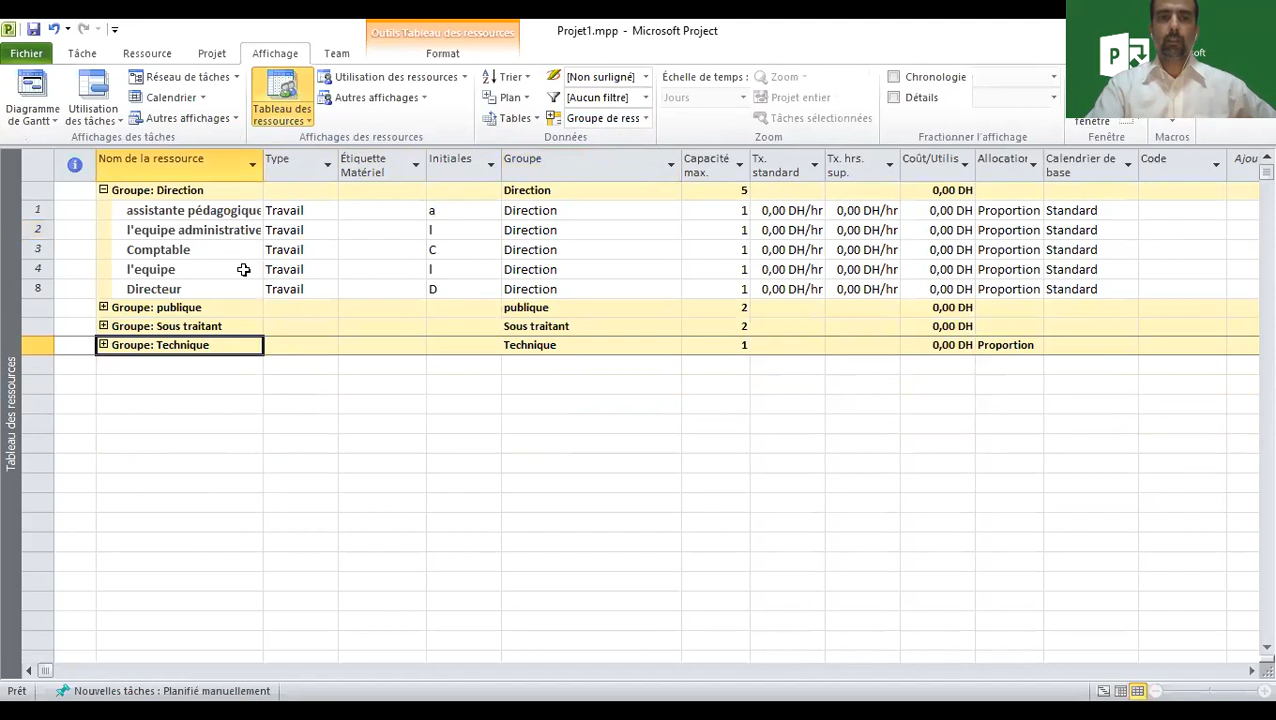 Outils Tableau des ressources
Projet1.mpp - Microsoft Project
Fichier Tâche Ressource Projet Affichage Team Format
Réseau de tâches
Calendrier
Autres affichages
Diagramme de Gantt
Utilisation des tâches
Affichages des tâches
Tableau des ressources
Utilisation des ressources
Autres affichages
Affichages des ressources
Trier
Plan
Tables
[Non surligné]
[Aucun filtre]
Groupe de ress
Données
Échelle de temps :
Jours
Zoom
Projet entier
Tâches sélectionnées
Zoom
Chronologie
Détails
Fractionner l'affichage
Fenêtre
Macros
Nom de la ressource Type Étiquette Matériel Initiales Groupe Capacité max. Tx. standard Tx. hrs. sup. Coût/Utilis Allocation Calendrier de base Code Ajou
Groupe: Direction Direction 5 0,00 DH
1 assistante pédagogique Travail a Direction 1 0,00 DH/hr 0,00 DH/hr 0,00 DH Proportion Standard
2 l'equipe administrative Travail l Direction 1 0,00 DH/hr 0,00 DH/hr 0,00 DH Proportion Standard
3 Comptable Travail C Direction 1 0,00 DH/hr 0,00 DH/hr 0,00 DH Proportion Standard
4 l'equipe Travail l Direction 1 0,00 DH/hr 0,00 DH/hr 0,00 DH Proportion Standard
8 Directeur Travail D Direction 1 0,00 DH/hr 0,00 DH/hr 0,00 DH Proportion Standard
Groupe: publique publique 2 0,00 DH
Groupe: Sous traitant Sous traitant 2 0,00 DH
Groupe: Technique Technique 1 0,00 DH Proportion
Tableau des ressources
Prêt Nouvelles tâches : Planifié manuellement